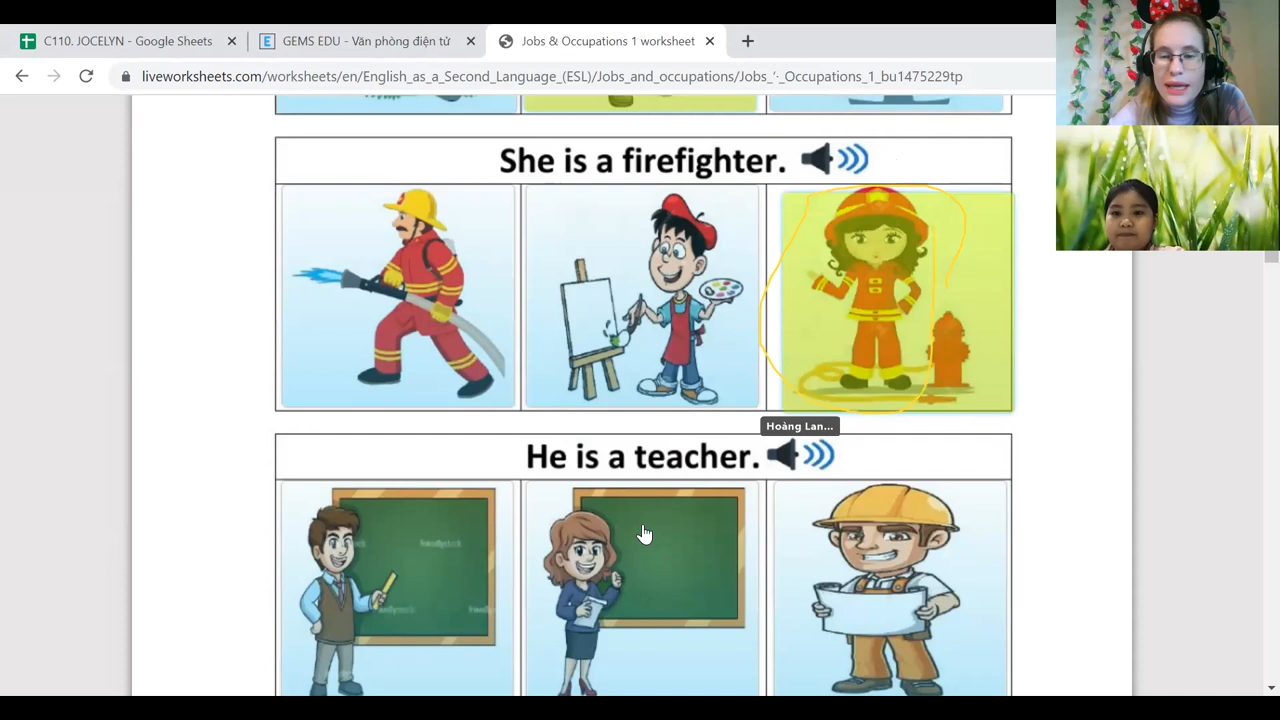 C110. JOCELYN - Google Sheets
GEMS EDU - Văn phòng điện tử
Jobs & Occupations 1 worksheet
liveworksheets.com/worksheets/en/English_as_a_Second_Language_(ESL)/Jobs_and_occupations/Jobs_'·_Occupations_1_bu1475229tp
She is a firefighter.
Hoàng Lan...
He is a teacher.